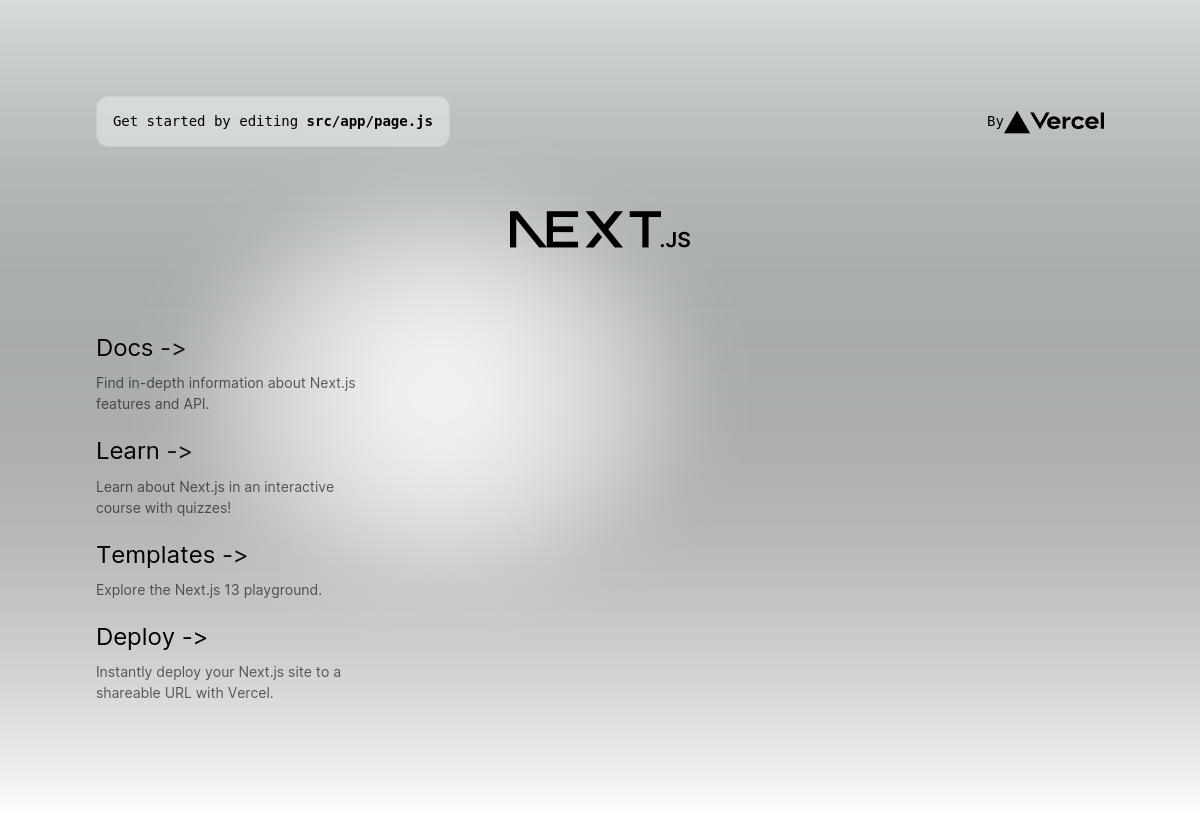 Get started by editing src/app/page.js
By Vercel
NEXT.JS
Docs ->
Find in-depth information about Next.js
features and API.
Learn ->
Learn about Next.js in an interactive
course with quizzes!
Templates ->
Explore the Next.js 13 playground.
Deploy ->
Instantly deploy your Next.js site to a
shareable URL with Vercel.